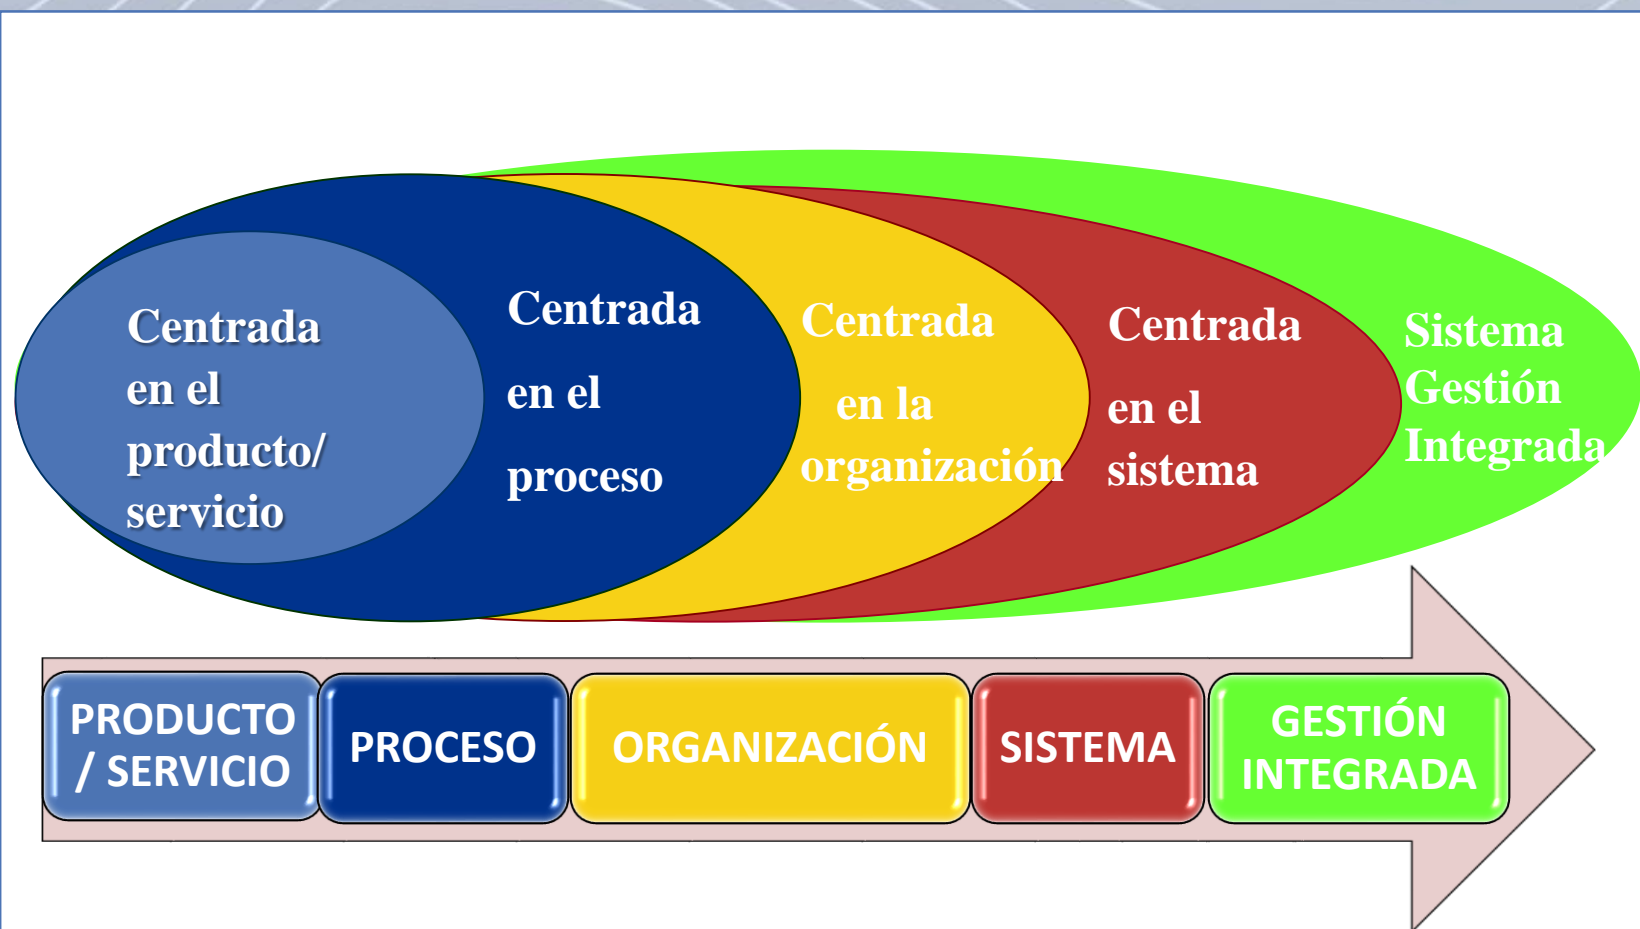 Centrada
en el
producto/
servicio
Centrada
en el
proceso
Centrada
en la
organización
Centrada
en el
sistema
Sistema
Gestión
Integrada
PRODUCTO
/ SERVICIO
PROCESO
ORGANIZACIÓN
SISTEMA
GESTIÓN
INTEGRADA